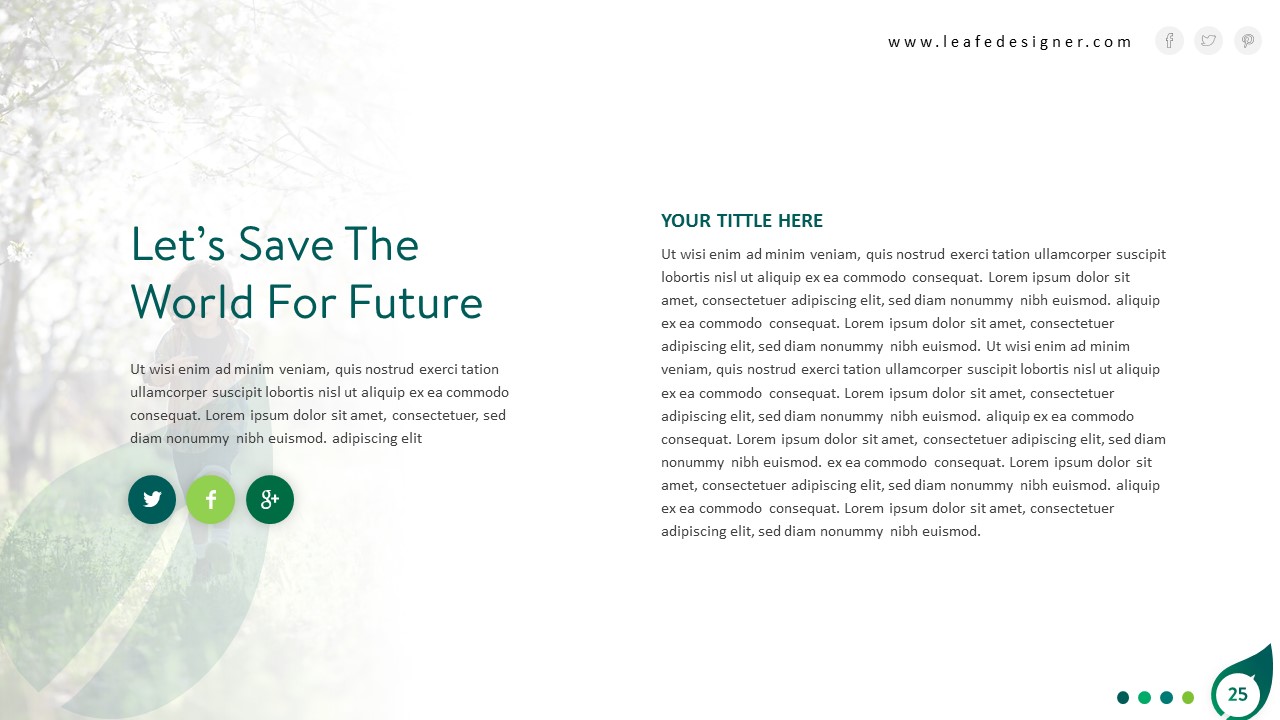 www.leafedesigner.com
Let’s Save The
World For Future
Ut wisi enim ad minim veniam, quis nostrud exerci tation
ullamcorper suscipit lobortis nisl ut aliquip ex ea commodo
consequat. Lorem ipsum dolor sit amet, consectetuer, sed
diam nonummy nibh euismod. adipiscing elit
g+
YOUR TITTLE HERE
Ut wisi enim ad minim veniam, quis nostrud exerci tation ullamcorper suscipit
lobortis nisl ut aliquip ex ea commodo consequat. Lorem ipsum dolor sit
amet, consectetuer adipiscing elit, sed diam nonummy nibh euismod. aliquip
ex ea commodo consequat. Lorem ipsum dolor sit amet, consectetuer
adipiscing elit, sed diam nonummy nibh euismod. Ut wisi enim ad minim
veniam, quis nostrud exerci tation ullamcorper suscipit lobortis nisl ut aliquip
ex ea commodo consequat. Lorem ipsum dolor sit amet, consectetuer
adipiscing elit, sed diam nonummy nibh euismod. aliquip ex ea commodo
consequat. Lorem ipsum dolor sit amet, consectetuer adipiscing elit, sed diam
nonummy nibh euismod. ex ea commodo consequat. Lorem ipsum dolor sit
amet, consectetuer adipiscing elit, sed diam nonummy nibh euismod. aliquip
ex ea commodo consequat. Lorem ipsum dolor sit amet, consectetuer
adipiscing elit, sed diam nonummy nibh euismod.
25